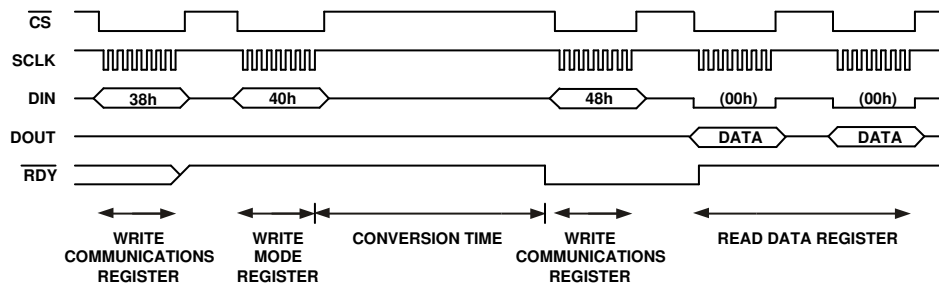 CS
SCLK
DIN 38h 40h 48h (00h) (00h)
DOUT DATA DATA
RDY
WRITE COMMUNICATIONS REGISTER
WRITE MODE REGISTER
CONVERSION TIME
WRITE COMMUNICATIONS REGISTER
READ DATA REGISTER